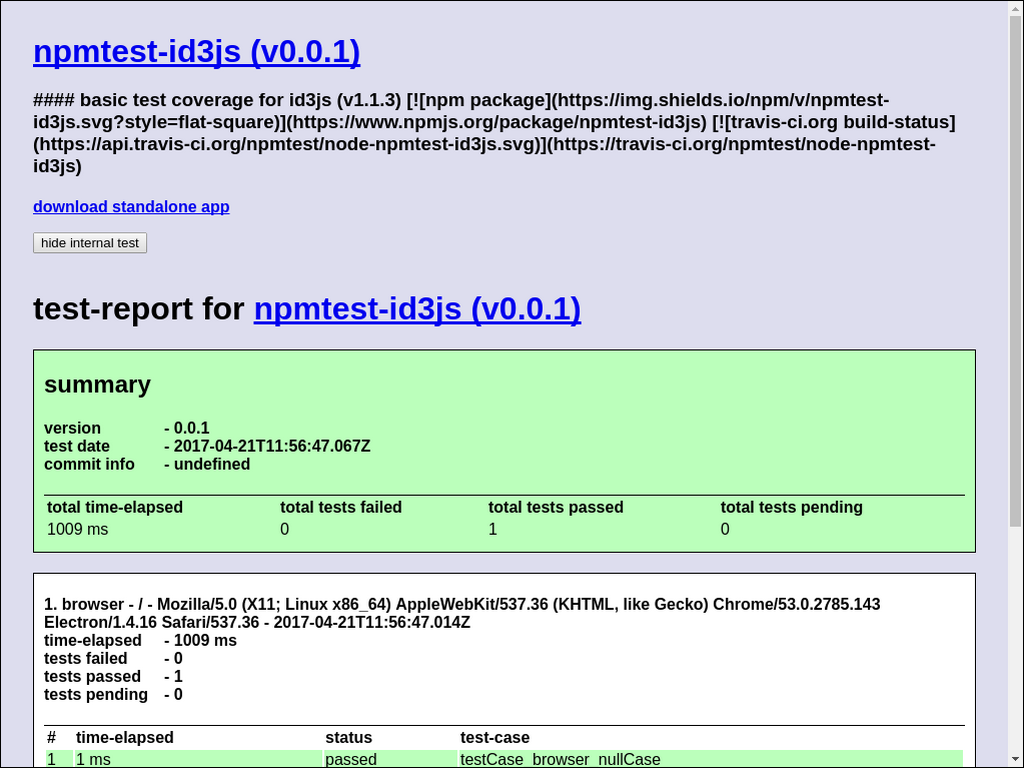 npmtest-id3js (v0.0.1)
#### basic test coverage for id3js (v1.1.3) [![npm package](https://img.shields.io/npm/v/npmtest-
id3js.svg?style=flat-square)](https://www.npmjs.org/package/npmtest-id3js) [![travis-ci.org build-status]
(https://api.travis-ci.org/npmtest/node-npmtest-id3js.svg)](https://travis-ci.org/npmtest/node-npmtest-
id3js)
download standalone app
hide internal test
test-report for npmtest-id3js (v0.0.1)
summary
version - 0.0.1
test date - 2017-04-21T11:56:47.067Z
commit info - undefined
total time-elapsed total tests failed total tests passed total tests pending
1009 ms 0 1 0
1. browser - / - Mozilla/5.0 (X11; Linux x86_64) AppleWebKit/537.36 (KHTML, like Gecko) Chrome/53.0.2785.143
Electron/1.4.16 Safari/537.36 - 2017-04-21T11:56:47.014Z
time-elapsed - 1009 ms
tests failed - 0
tests passed - 1
tests pending - 0
# time-elapsed status test-case
1 1 ms passed testCase_browser_nullCase